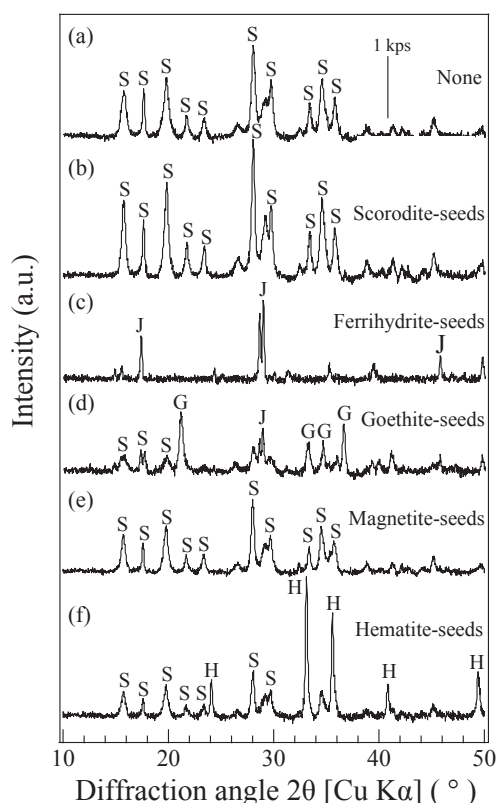 (a)
1 kps
None
S S S S S S S S S S
(b)
Scorodite-seeds
S S S S S S S S S S
(c)
Ferrihydrite-seeds
J J J
(d)
Goethite-seeds
S S S G J G G G
(e)
Magnetite-seeds
S S S S S S S S S S
(f)
Hematite-seeds
S S S S S H S S H H H H
10 20 30 40 50
Intensity (a.u.)
Diffraction angle 2θ [Cu Kα] ( ° )